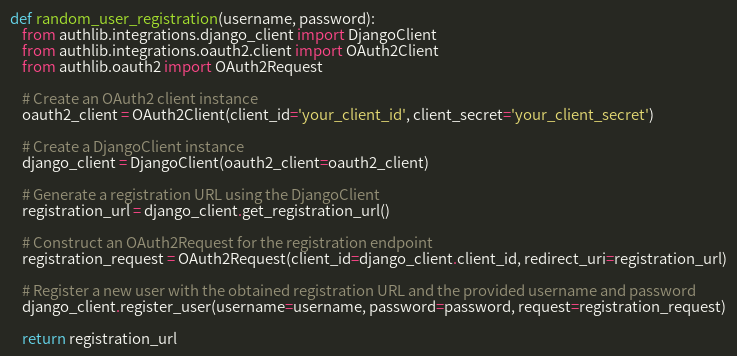 def random_user_registration(username, password):
from authlib.integrations.django_client import DjangoClient
from authlib.integrations.oauth2.client import OAuth2Client
from authlib.oauth2 import OAuth2Request
# Create an OAuth2 client instance
oauth2_client = OAuth2Client(client_id='your_client_id', client_secret='your_client_secret')
# Create a DjangoClient instance
django_client = DjangoClient(oauth2_client=oauth2_client)
# Generate a registration URL using the DjangoClient
registration_url = django_client.get_registration_url()
# Construct an OAuth2Request for the registration endpoint
registration_request = OAuth2Request(client_id=django_client.client_id, redirect_uri=registration_url)
# Register a new user with the obtained registration URL and the provided username and password
django_client.register_user(username=username, password=password, request=registration_request)
return registration_url